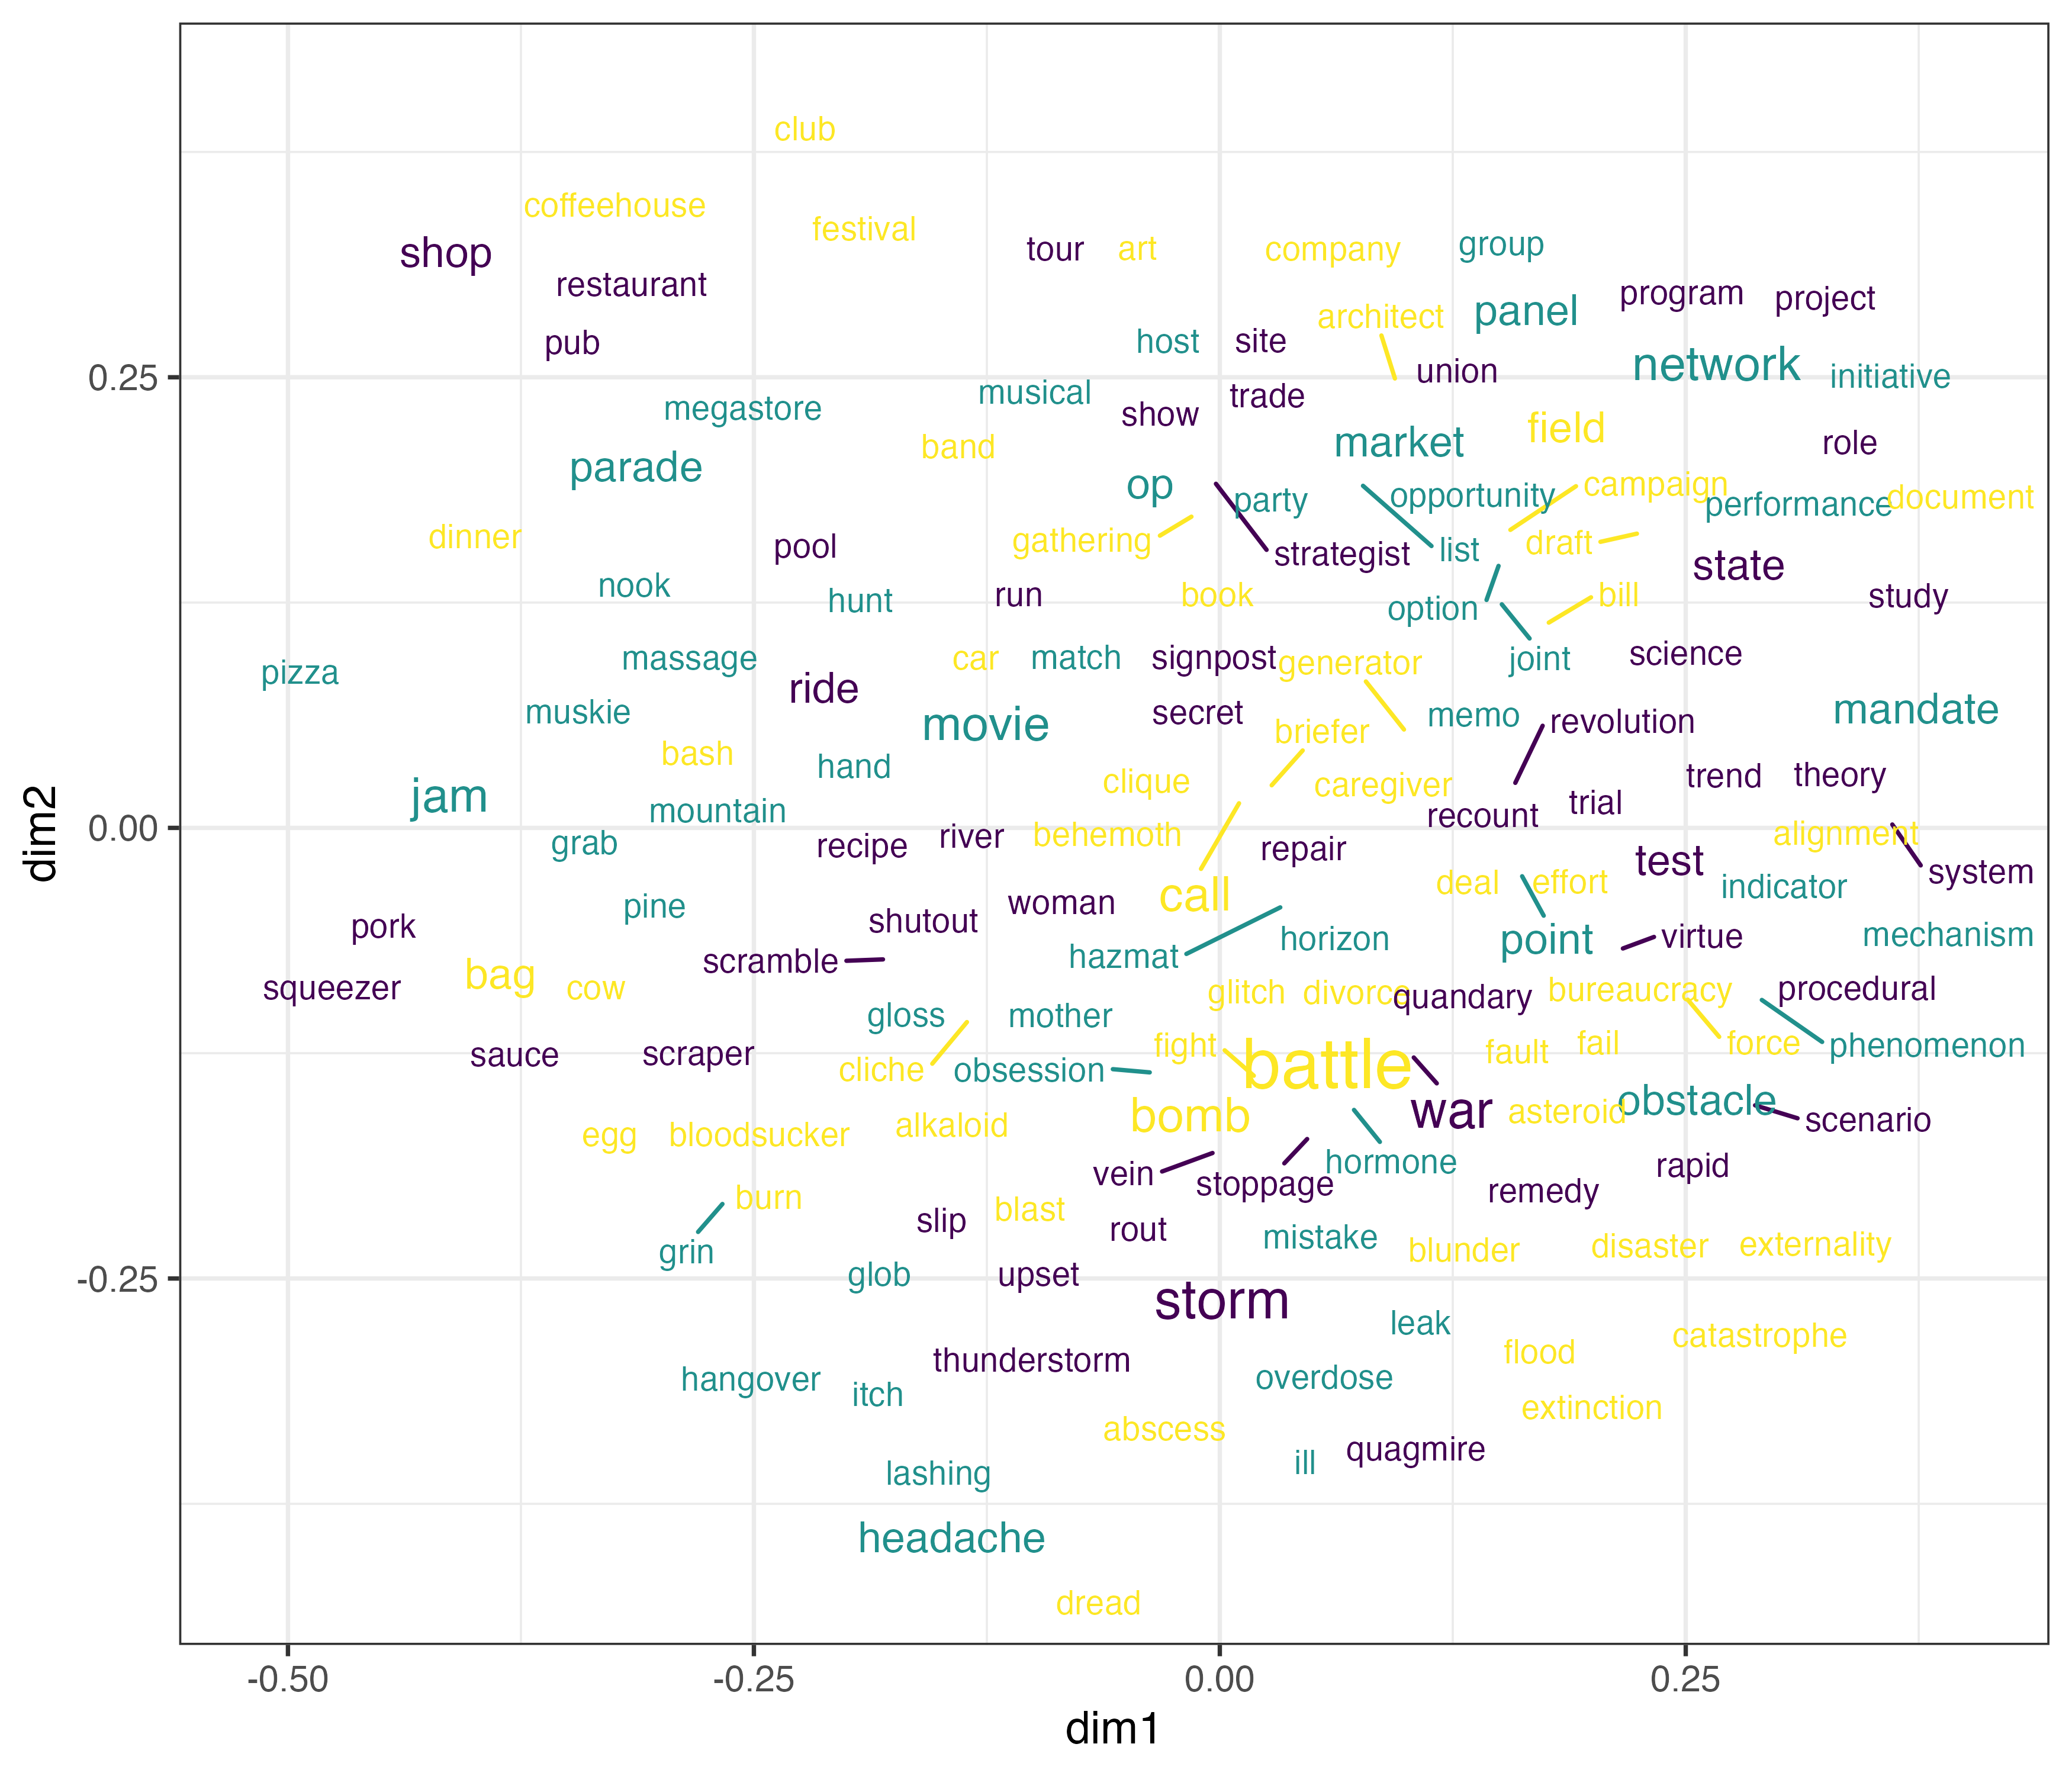 club
coffeehouse
festival
shop
tour
art
company
group
restaurant
program
project
panel
architect
pub
host
site
network
union
initiative
0.25
musical
trade
megastore
show
field
market
role
band
parade
op
campaign
opportunity
party
performance
document
dinner
gathering
draft
pool
strategist
list
state
nook
hunt
run
book
option
bill
study
pizza
massage
car
match
signpost
generator
joint
science
ride
muskie
movie
secret
memo
revolution
mandate
bash
briefer
hand
clique
caregiver
trend
theory
jam
mountain
trial
recount
0.00
grab
recipe
river
behemoth
repair
alignment
test
system
call
deal
effort
indicator
pine
woman
shutout
pork
hazmat
horizon
point
virtue
mechanism
scramble
squeezer
bag
cow
glitch
divorce
quandary
bureaucracy
procedural
gloss
mother
sauce
scraper
cliche
obsession
fight
battle
fault
fail
force
phenomenon
bomb
war
asteroid
obstacle
scenario
egg
bloodsucker
alkaloid
vein
stoppage
hormone
rapid
burn
slip
blast
rout
remedy
grin
mistake
blunder
disaster
externality
-0.25
glob
upset
storm
leak
thunderstorm
flood
catastrophe
hangover
itch
overdose
extinction
abscess
ill
quagmire
lashing
headache
dread
-0.50
-0.25
0.00
0.25
dim1
dim2